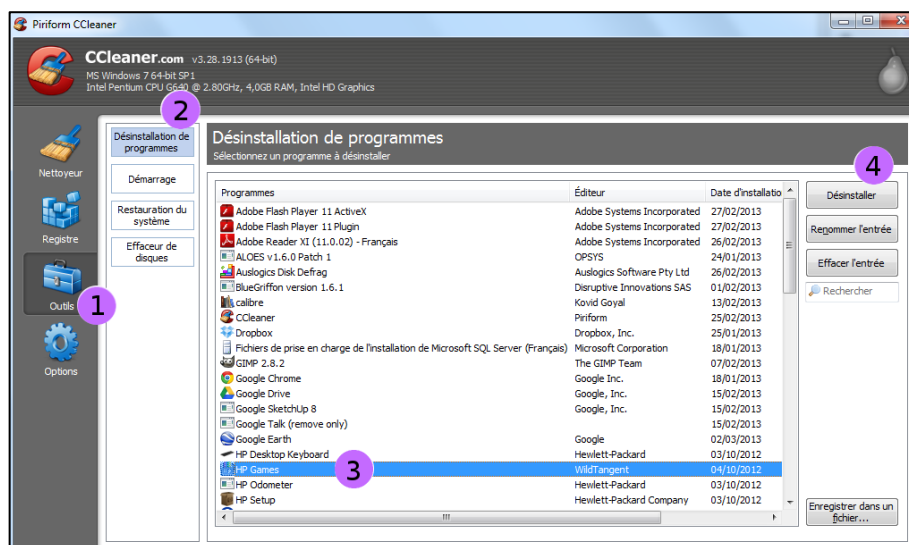 Piriform CCleaner
CCleaner.com v3.28.1913 (64-bit)
MS Windows 7 64-bit SP1
Intel Pentium CPU G640 @ 2.80GHz, 4,0GB RAM, Intel HD Graphics
2
Nettoyeur
Registre
Outils
1
Options
Désinstallation de
programmes
Démarrage
Restauration du
système
Effaceur de
disques
Désinstallation de programmes
Sélectionnez un programme à désinstaller
Programmes Éditeur Date d'installatio
Adobe Flash Player 11 ActiveX Adobe Systems Incorporated 27/02/2013
Adobe Flash Player 11 Plugin Adobe Systems Incorporated 27/02/2013
Adobe Reader XI (11.0.02) - Français Adobe Systems Incorporated 26/02/2013
ALOES v1.6.0 Patch 1 OPSYS 24/01/2013
Auslogics Disk Defrag Auslogics Software Pty Ltd 26/02/2013
BlueGriffon version 1.6.1 Disruptive Innovations SAS 01/02/2013
calibre Kovid Goyal 13/02/2013
CCleaner Piriform 25/02/2013
Dropbox Dropbox, Inc. 25/01/2013
Fichiers de prise en charge de l'installation de Microsoft SQL Server (Français) Microsoft Corporation 18/01/2013
GIMP 2.8.2 The GIMP Team 07/02/2013
Google Chrome Google Inc. 18/01/2013
Google Drive Google, Inc. 15/02/2013
Google SketchUp 8 Google, Inc. 15/02/2013
Google Talk (remove only) 15/02/2013
Google Earth Google 02/03/2013
HP Desktop Keyboard Hewlett-Packard 03/10/2012
HP Games 3 WildTangent 04/10/2012
HP Odometer Hewlett-Packard 03/10/2012
HP Setup Hewlett-Packard Company 03/10/2012
4
Désinstaller
Renommer l'entrée
Effacer l'entrée
Rechercher
Enregistrer dans un
fichier...